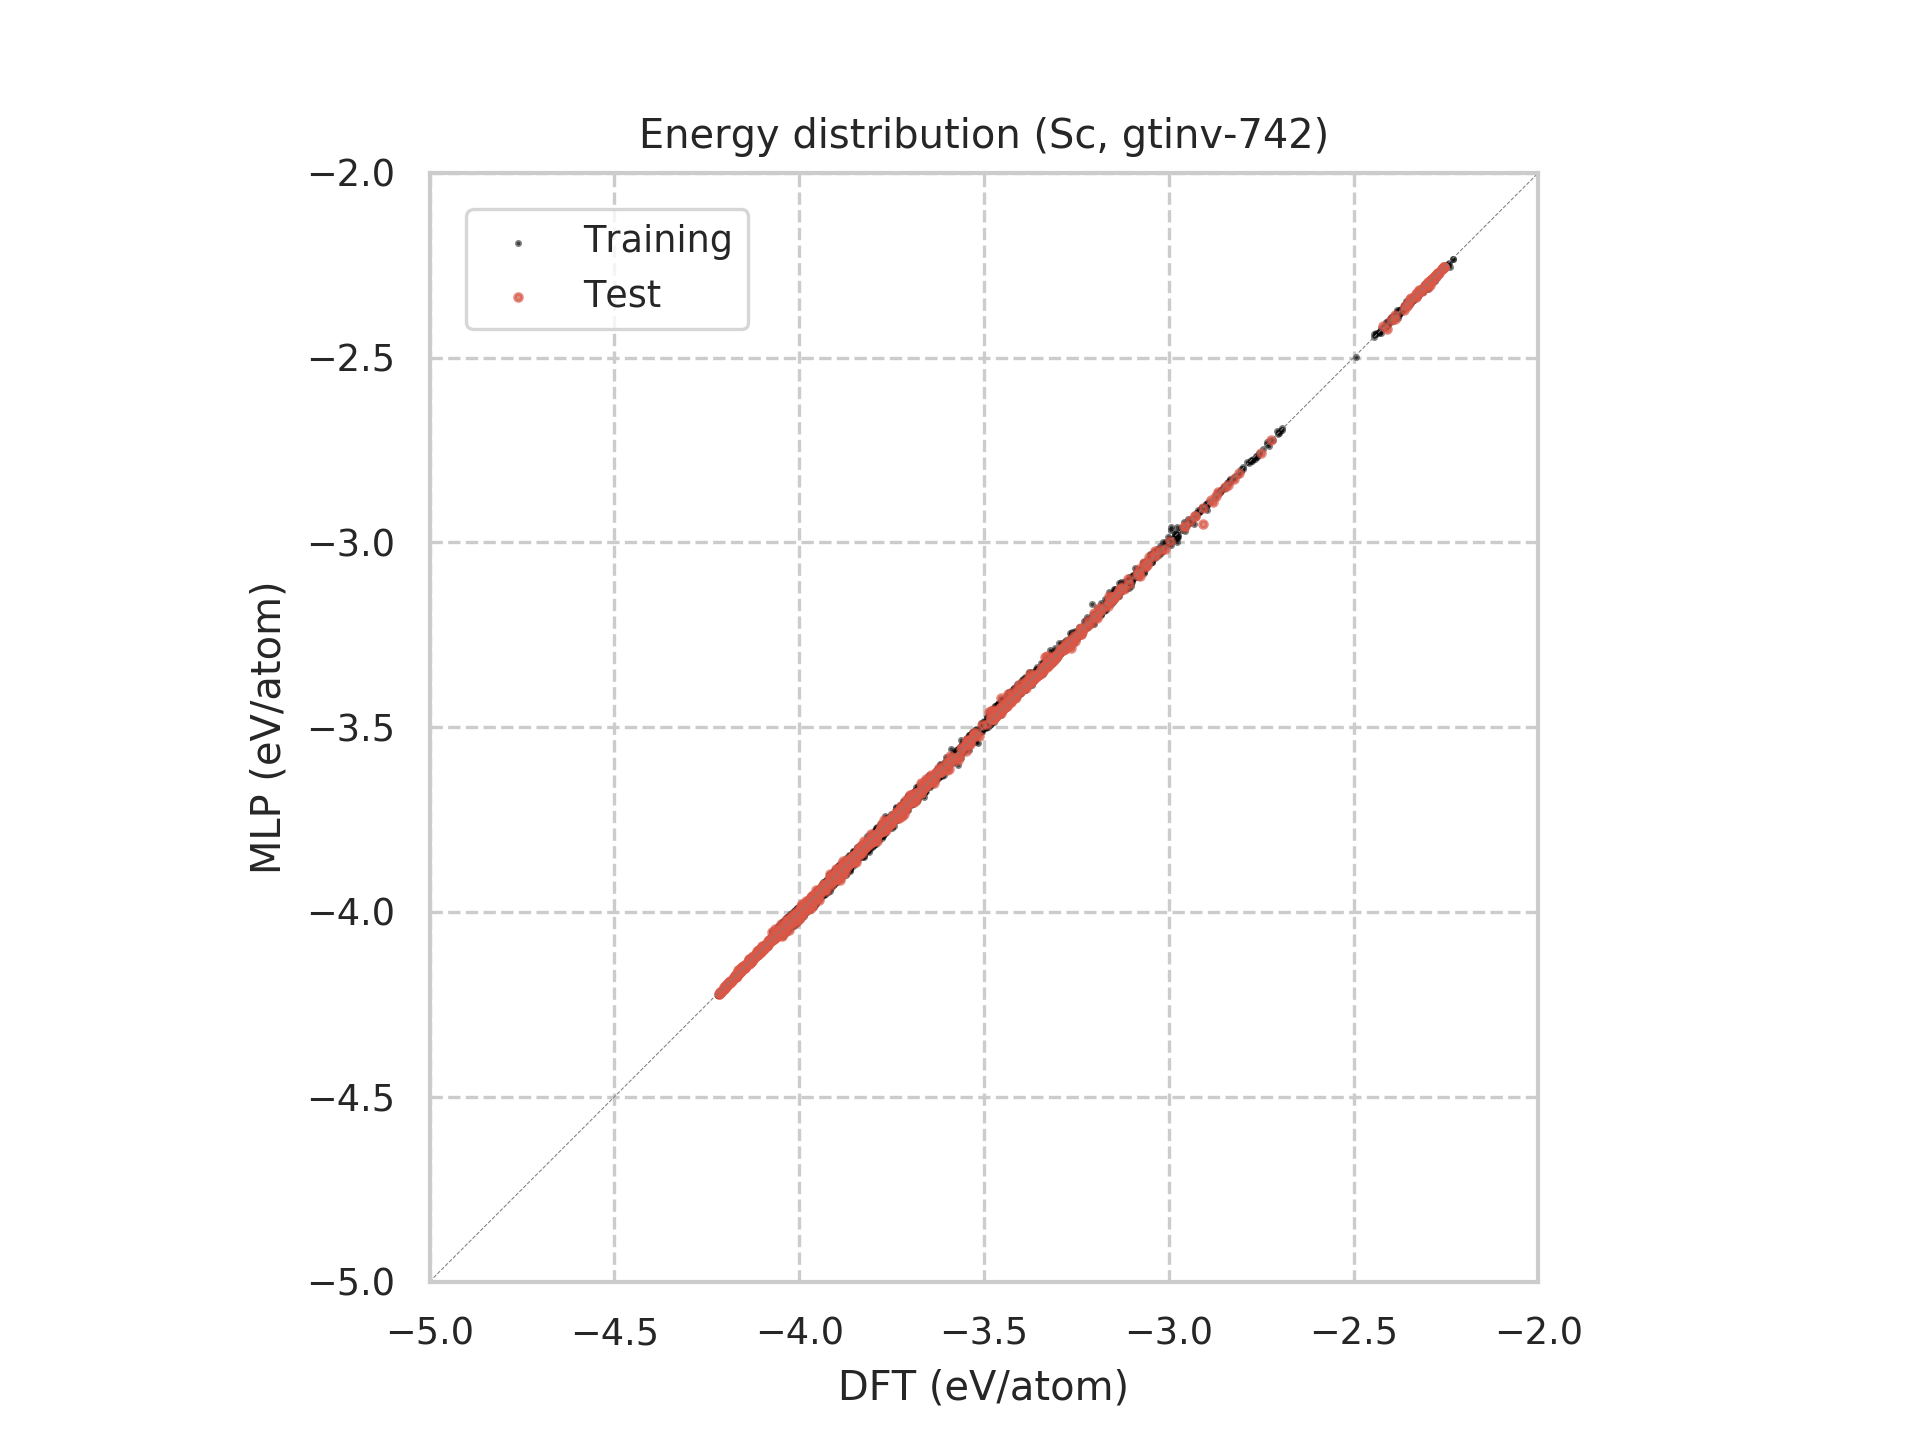 Energy distribution (Sc, gtinv-742)
−2.0
−2.5
−3.0
−3.5
−4.0
−4.5
−5.0
MLP (eV/atom)
Training
Test
−5.0 −4.5 −4.0 −3.5 −3.0 −2.5 −2.0
DFT (eV/atom)